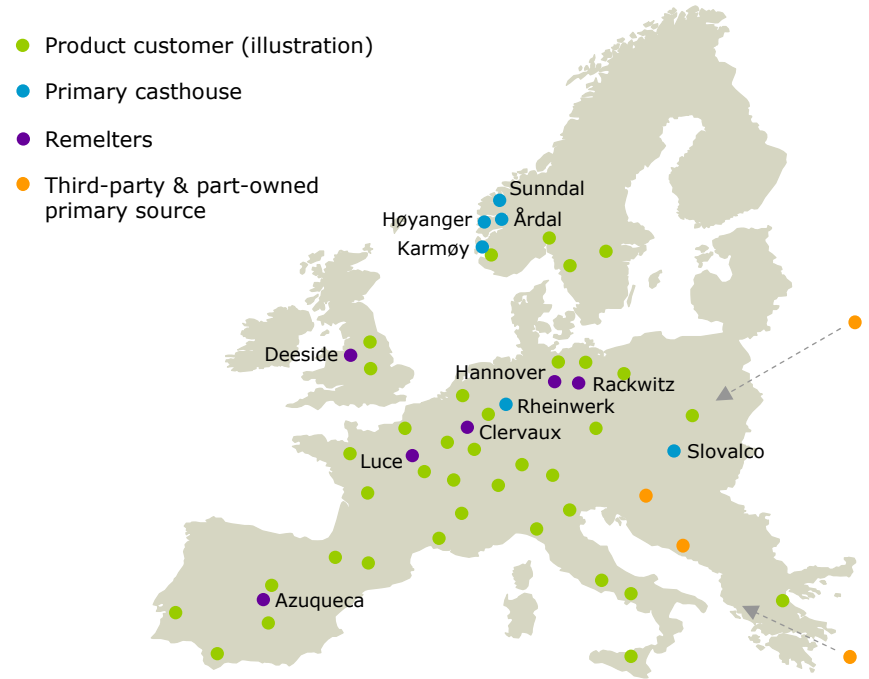 Product customer (illustration)
Primary casthouse
Remelters
Third-party & part-owned
primary source
Sunndal
Høyanger
Årdal
Karmøy
Deeside
Hannover
Rackwitz
Rheinwerk
Clervaux
Luce
Slovalco
Azuqueca